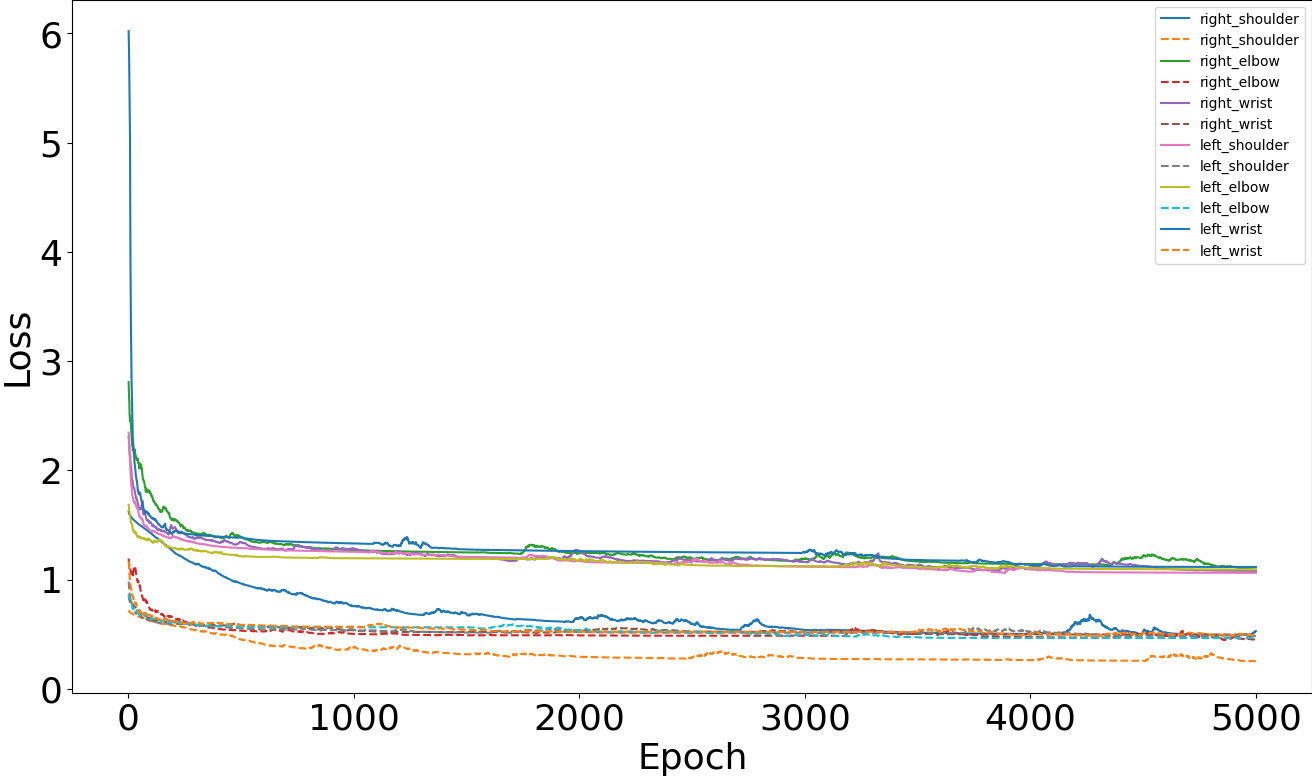 6
5
4
3
2
1
0
Loss
0 1000 2000 3000 4000 5000
Epoch
right_shoulder
right_shoulder
right_elbow
right_elbow
right_wrist
right_wrist
left_shoulder
left_shoulder
left_elbow
left_elbow
left_wrist
left_wrist